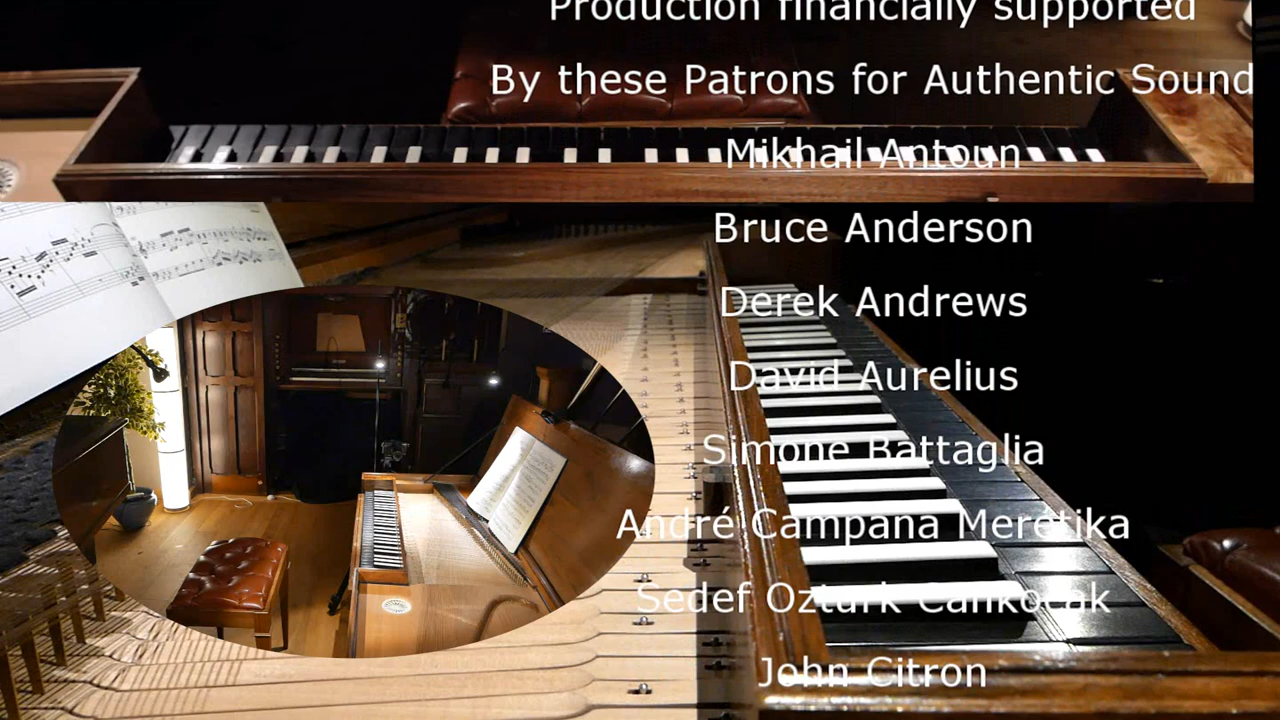 Production financially supported
By these Patrons for Authentic Sound
Mikhail Antoun
Bruce Anderson
Derek Andrews
David Aurelius
Simone Battaglia
André Campana Merétika
Sedef Ozturk Cankocak
John Citron